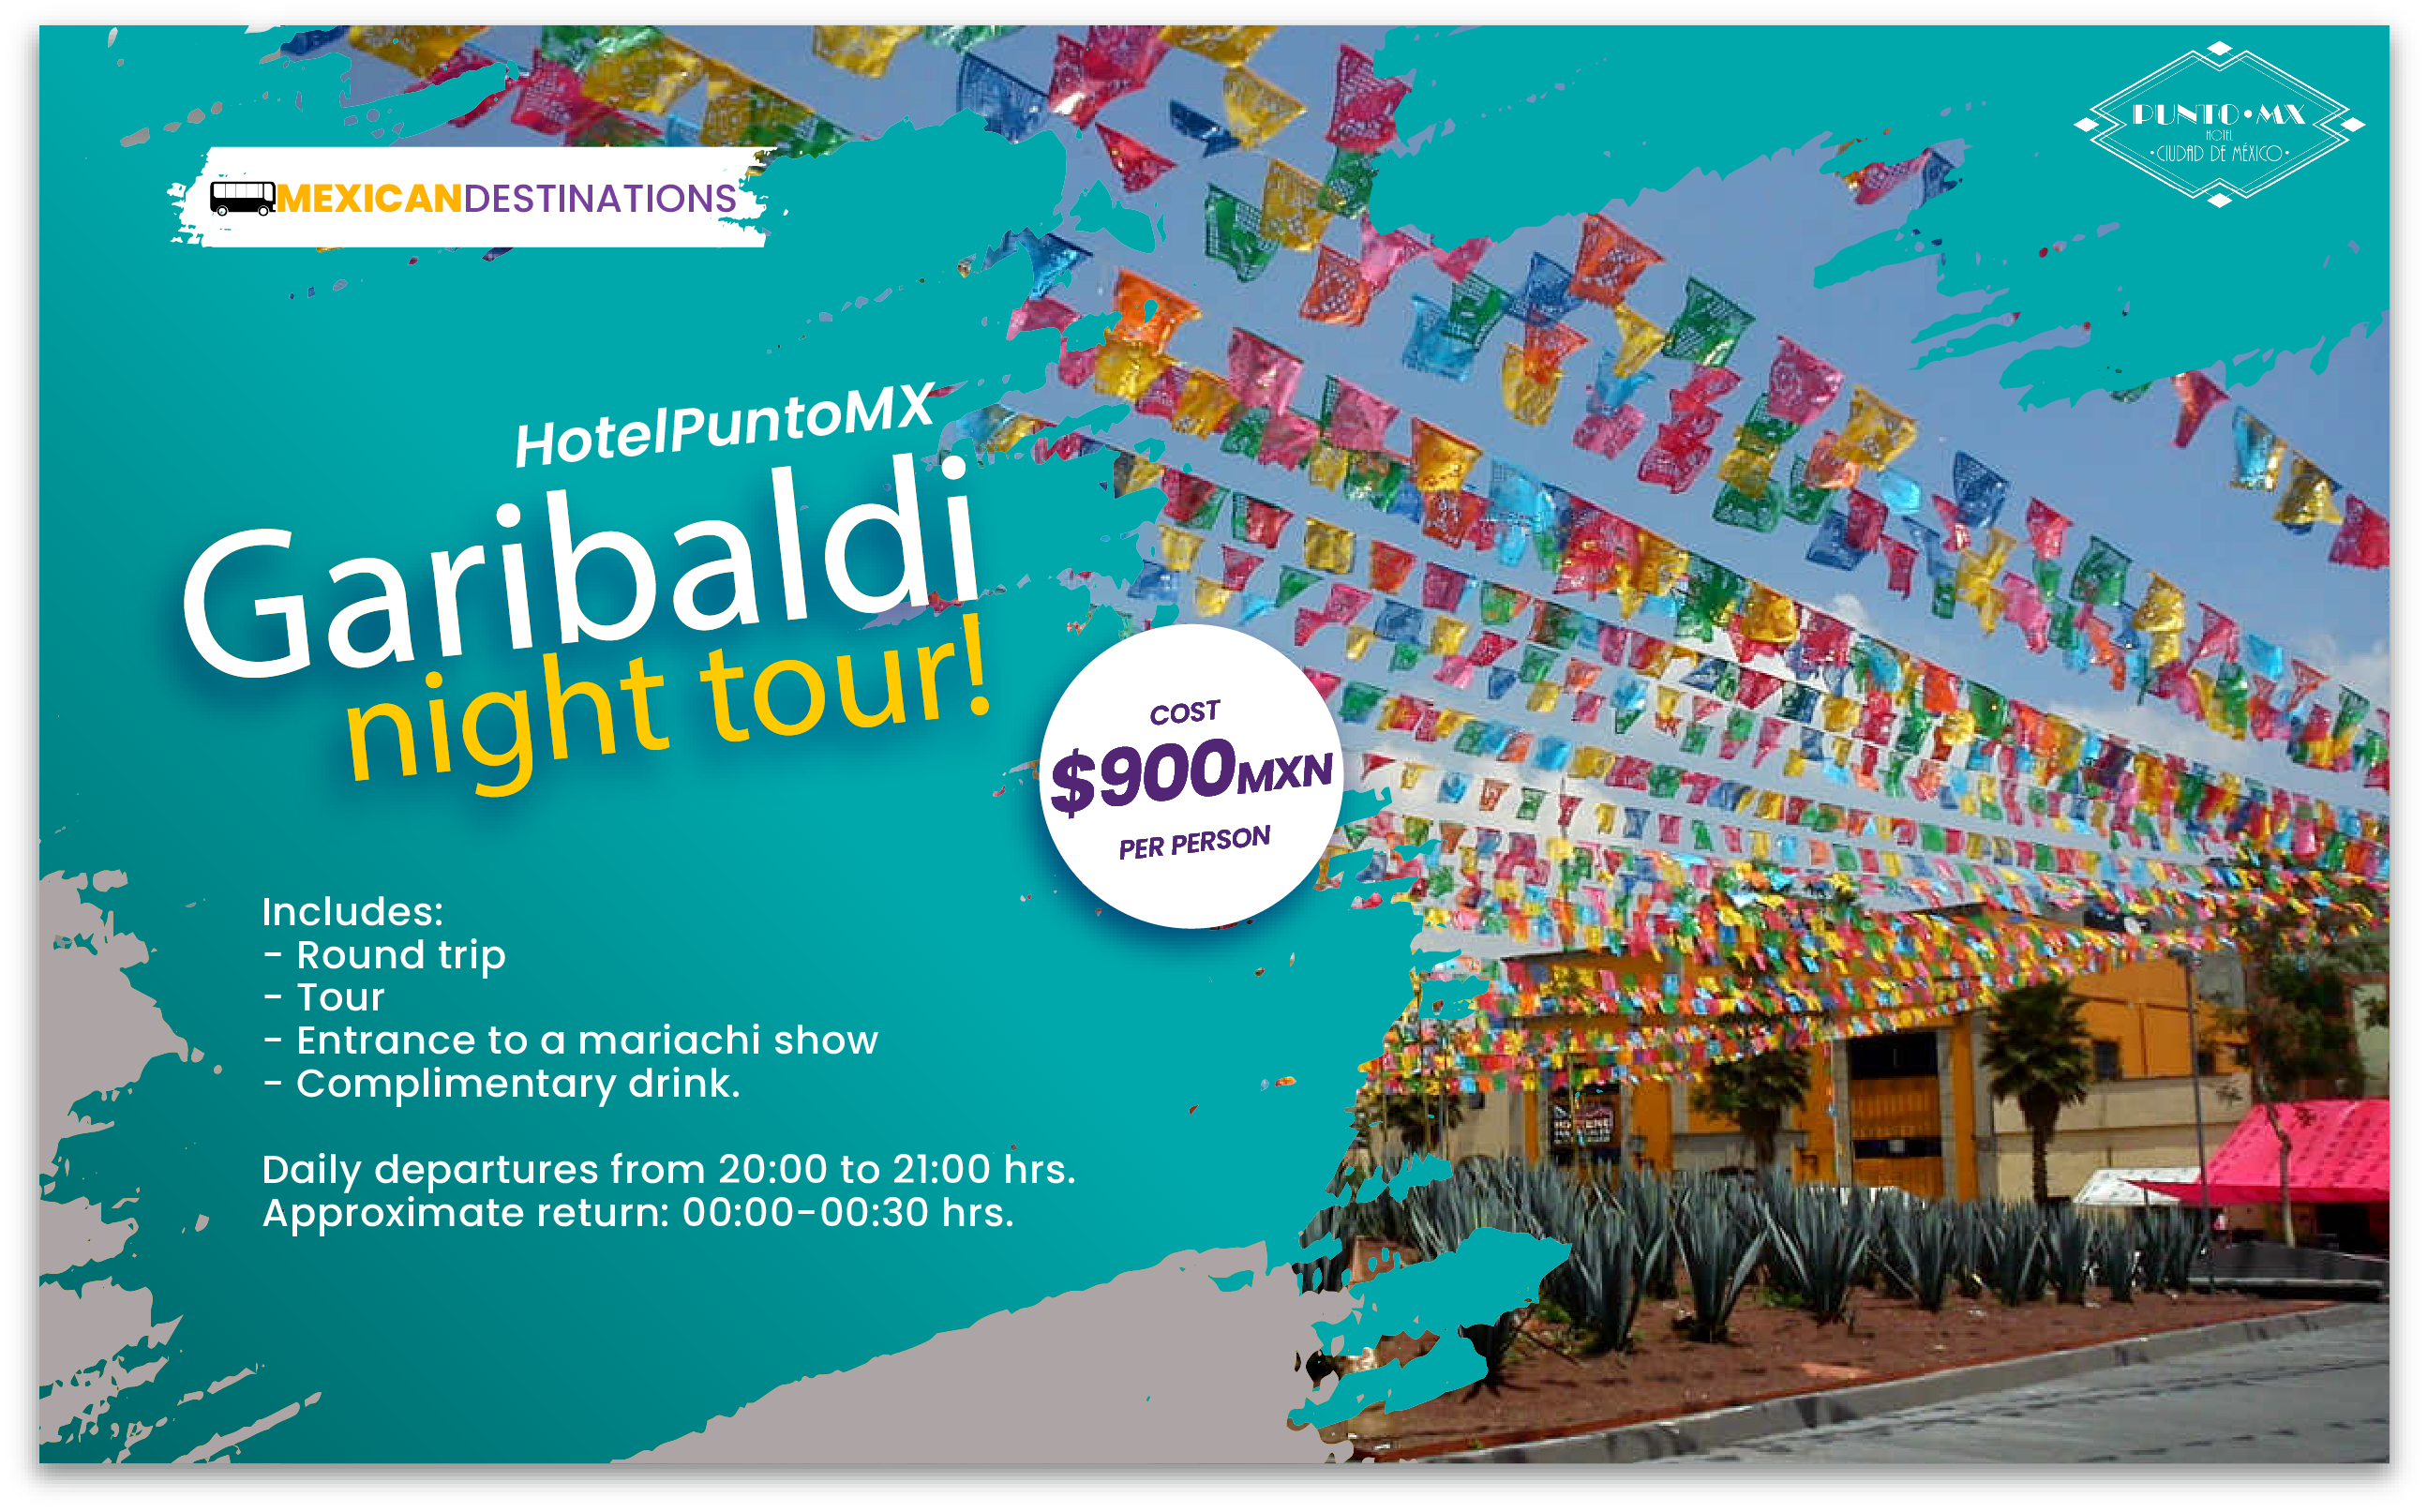 MEXICANDESTINATIONS
PUNTO•MX
HOTEL
•CIUDAD DE MÉXICO•
HotelPuntoMX
Garibaldi
night tour!
COST
$900MXN
PER PERSON
Includes:
- Round trip
- Tour
- Entrance to a mariachi show
- Complimentary drink.
Daily departures from 20:00 to 21:00 hrs.
Approximate return: 00:00-00:30 hrs.